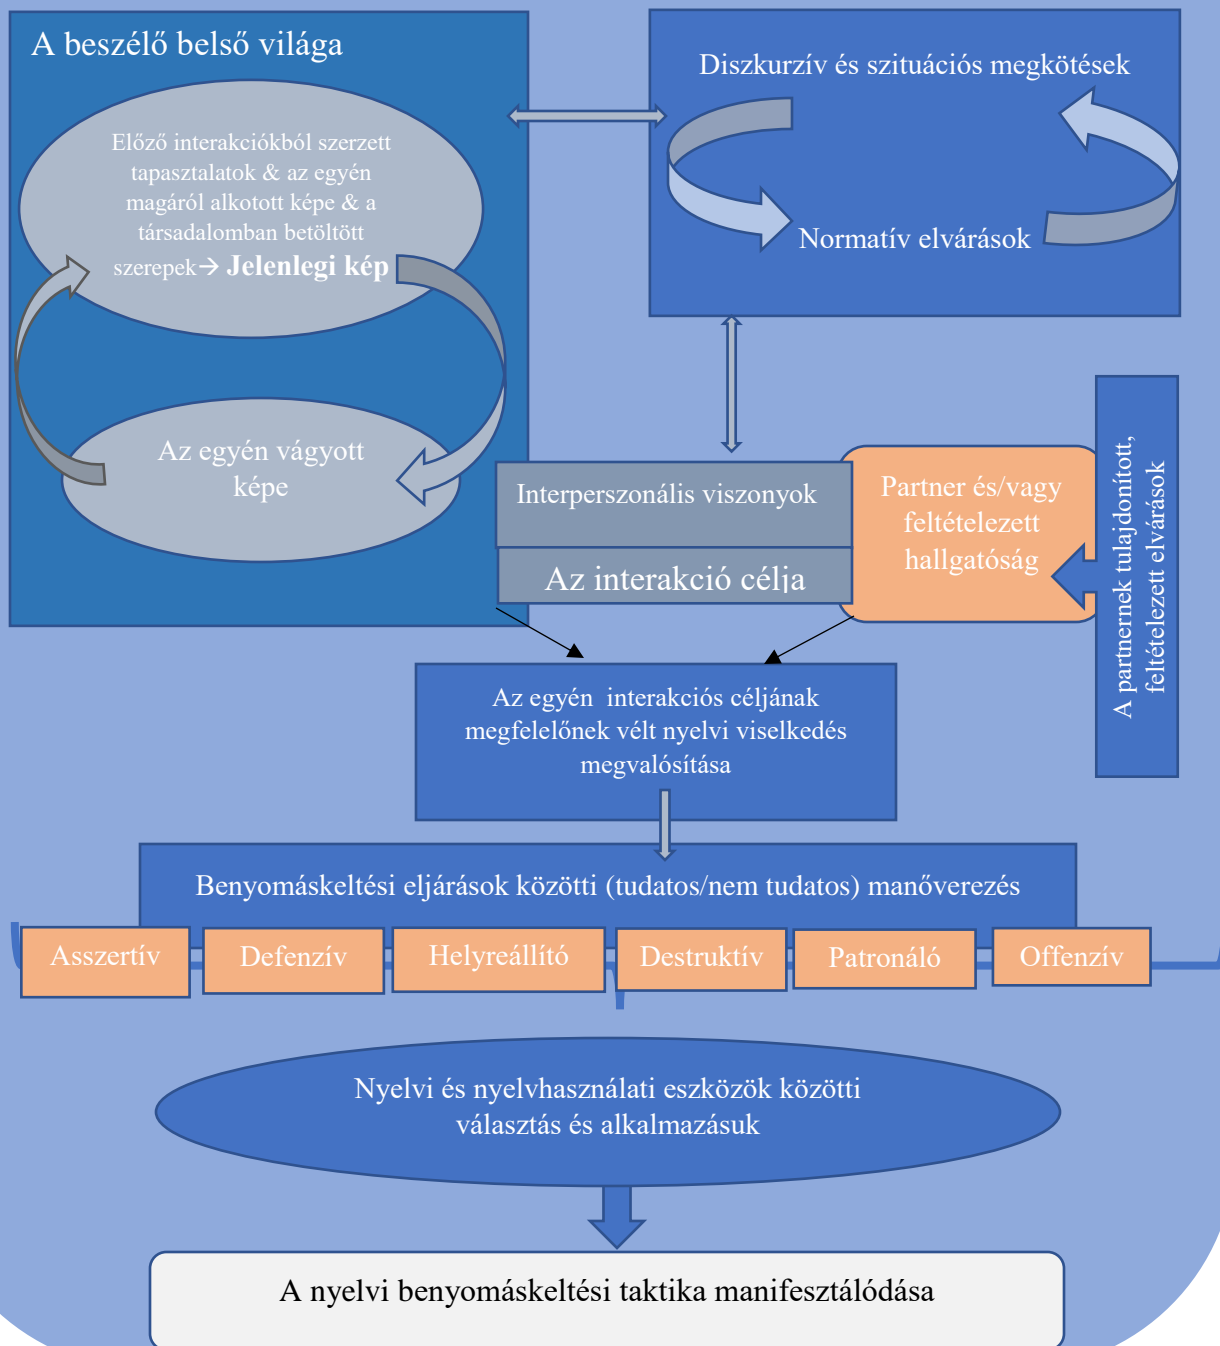 A beszélő belső világa
Előző interakciókból szerzett
tapasztalatok & az egyén
magáról alkotott képe & a
társadalomban betöltött
szerepek→ Jelenlegi kép
Az egyén vágyott
képe
Diszkurzív és szituációs megkötések
Normatív elvárások
Interperszonális viszonyok
Az interakció célja
Partner és/vagy
feltételezett
hallgatóság
A partnernek tulajdonított,
feltételezett elvárások
Az egyén  interakciós céljának
megfelelőnek vélt nyelvi viselkedés
megvalósítása
Benyomáskeltési eljárások közötti (tudatos/nem tudatos) manőverezés
Asszertív
Defenzív
Helyreállító
Destruktív
Patronáló
Offenzív
Nyelvi és nyelvhasználati eszközök közötti
választás és alkalmazásuk
A nyelvi benyomáskeltési taktika manifesztálódása